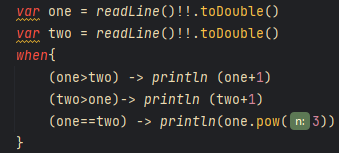 var one = readLine()!!.toDouble()
var two = readLine()!!.toDouble()
when{
    (one>two) -> println (one+1)
    (two>one)-> println (two+1)
    (one==two) -> println(one.pow( n: 3))
}